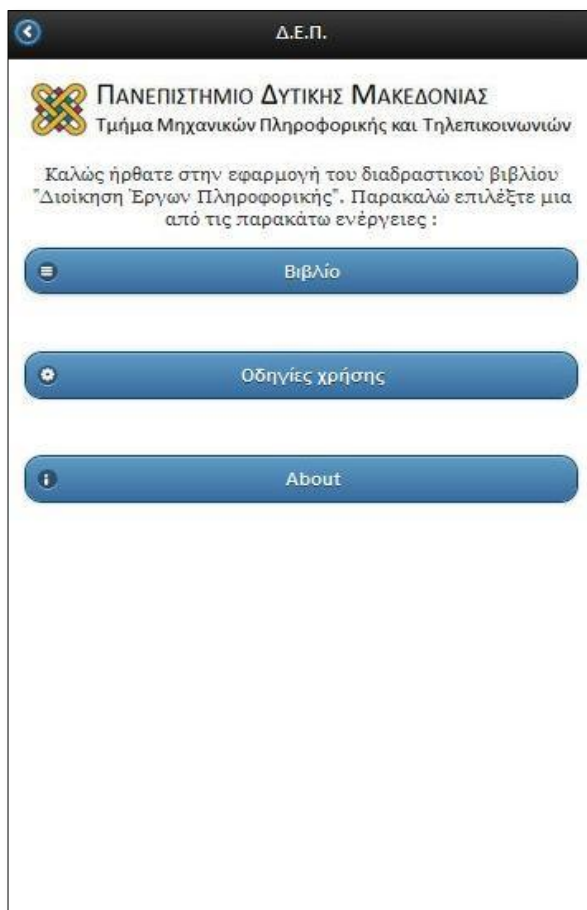 Δ.Ε.Π.
ΠΑΝΕΠΙΣΤΗΜΙΟ ΔΥΤΙΚΗΣ ΜΑΚΕΔΟΝΙΑΣ
Τμήμα Μηχανικών Πληροφορικής και Τηλεπικοινωνιών
Καλώς ήρθατε στην εφαρμογή του διαδραστικού βιβλίου
"Διοίκηση Έργων Πληροφορικής". Παρακαλώ επιλέξτε μια
από τις παρακάτω ενέργειες :
Βιβλίο
Οδηγίες χρήσης
About